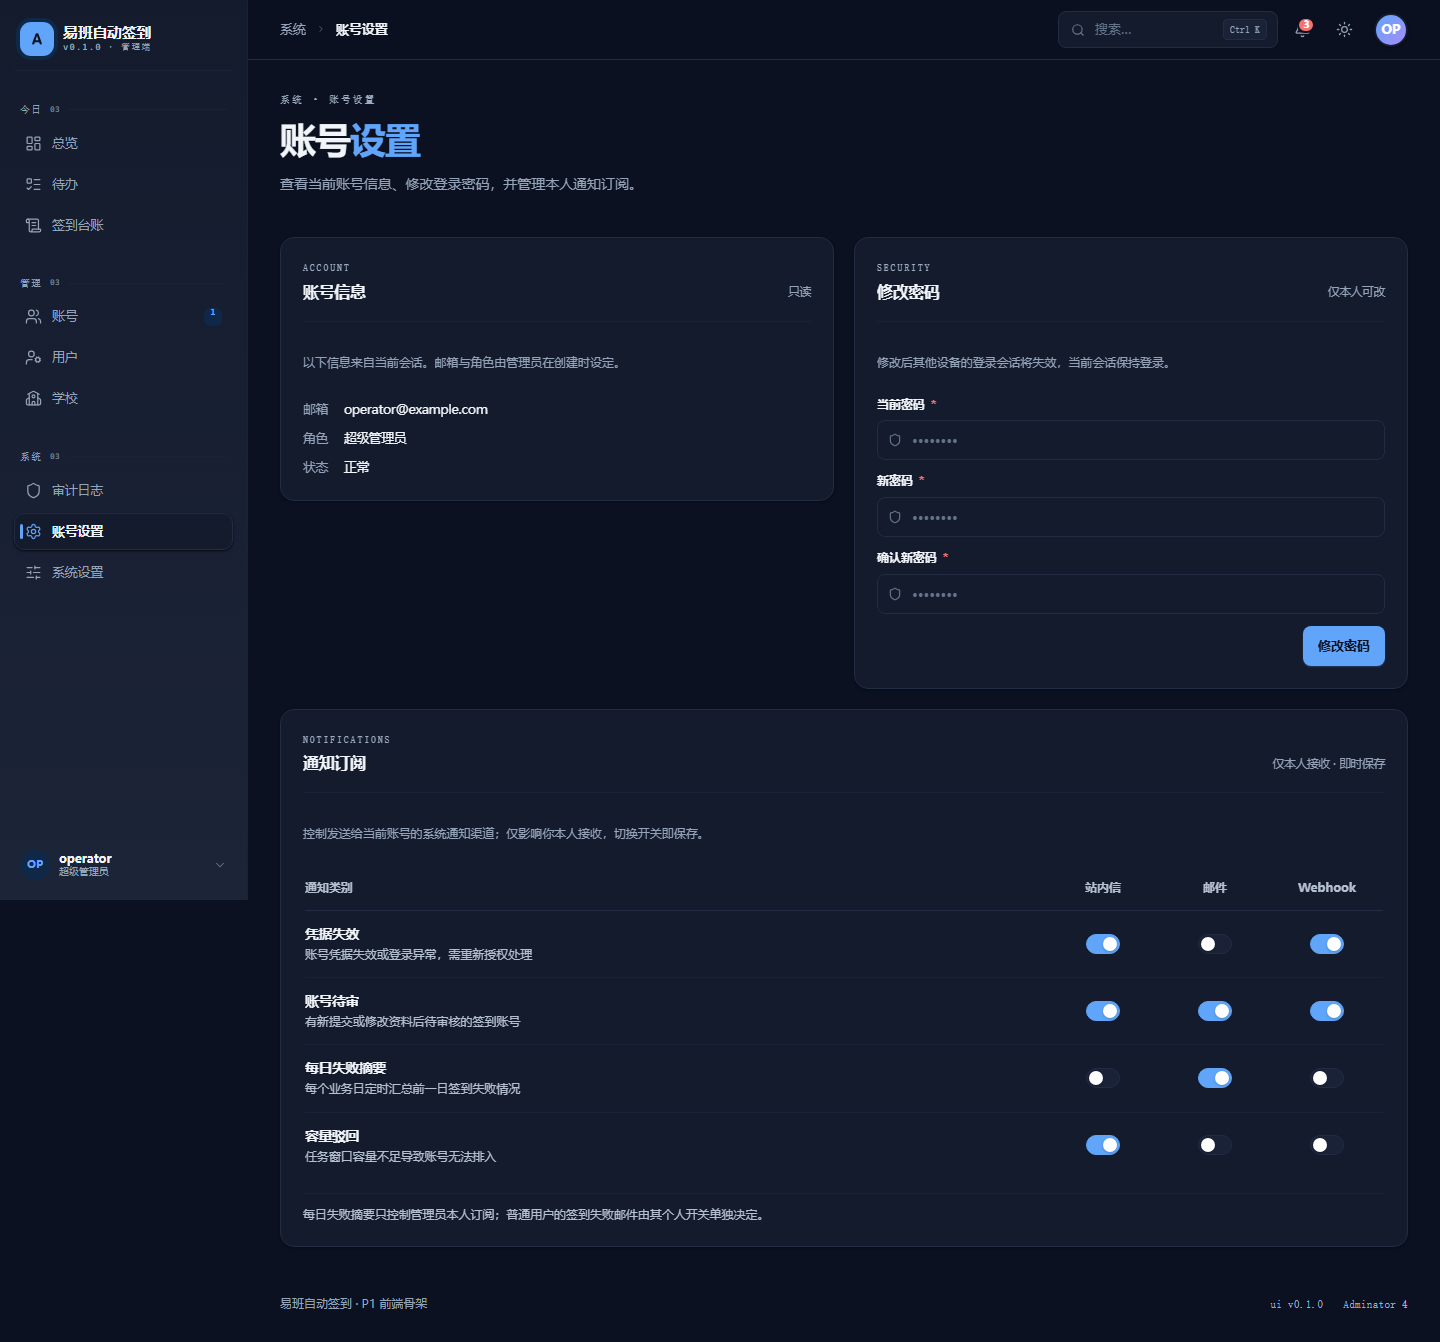 A
易班自动签到
v0.1.0 · 管理端
今日 03
总览
待办
签到台账
管理 03
账号 1
用户
学校
系统 03
审计日志
账号设置
系统设置
OP
operator
超级管理员
系统 › 账号设置
搜索... Ctrl K
3
OP
系统 · 账号设置
账号设置
查看当前账号信息、修改登录密码，并管理本人通知订阅。
ACCOUNT
账号信息
只读
以下信息来自当前会话。邮箱与角色由管理员在创建时设定。
邮箱 operator@example.com
角色 超级管理员
状态 正常
SECURITY
修改密码
仅本人可改
修改后其他设备的登录会话将失效，当前会话保持登录。
当前密码 *
••••••••
新密码 *
••••••••
确认新密码 *
••••••••
修改密码
NOTIFICATIONS
通知订阅
仅本人接收 · 即时保存
控制发送给当前账号的系统通知渠道；仅影响你本人接收，切换开关即保存。
通知类别 站内信 邮件 Webhook
凭据失效
账号凭据失效或登录异常，需重新授权处理
账号待审
有新提交或修改资料后待审核的签到账号
每日失败摘要
每个业务日定时汇总前一日签到失败情况
容量驳回
任务窗口容量不足导致账号无法排入
每日失败摘要只控制管理员本人订阅；普通用户的签到失败邮件由其个人开关单独决定。
易班自动签到 · P1 前端骨架
ui v0.1.0 Adminator 4